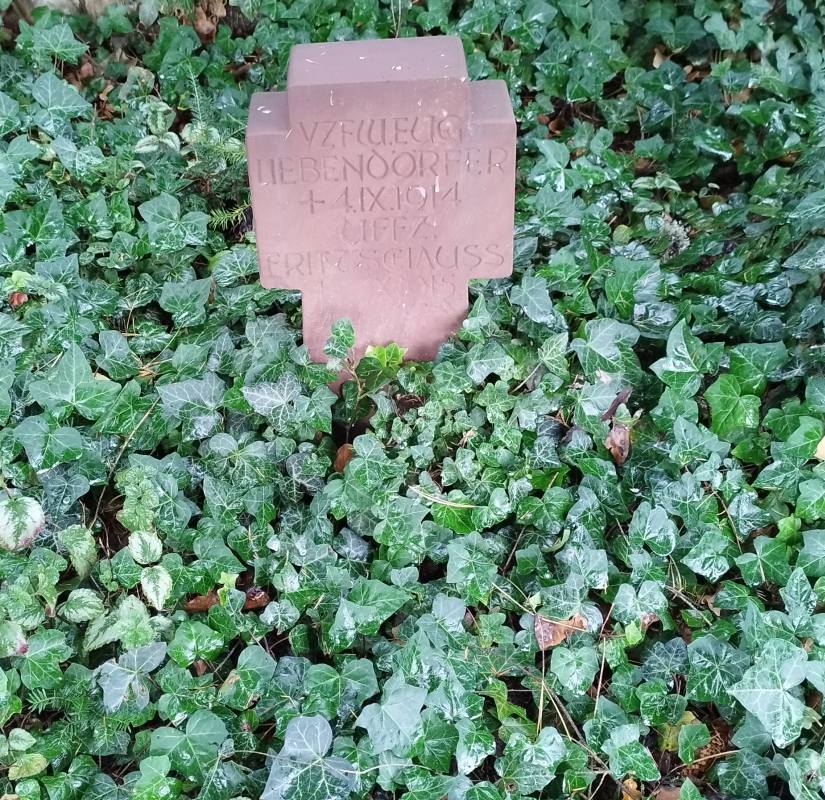 VZFW.EUG
LIEBENDÖRFER
+ 4.IX.1914
UFFZ.
FRITZ SCHAUSS